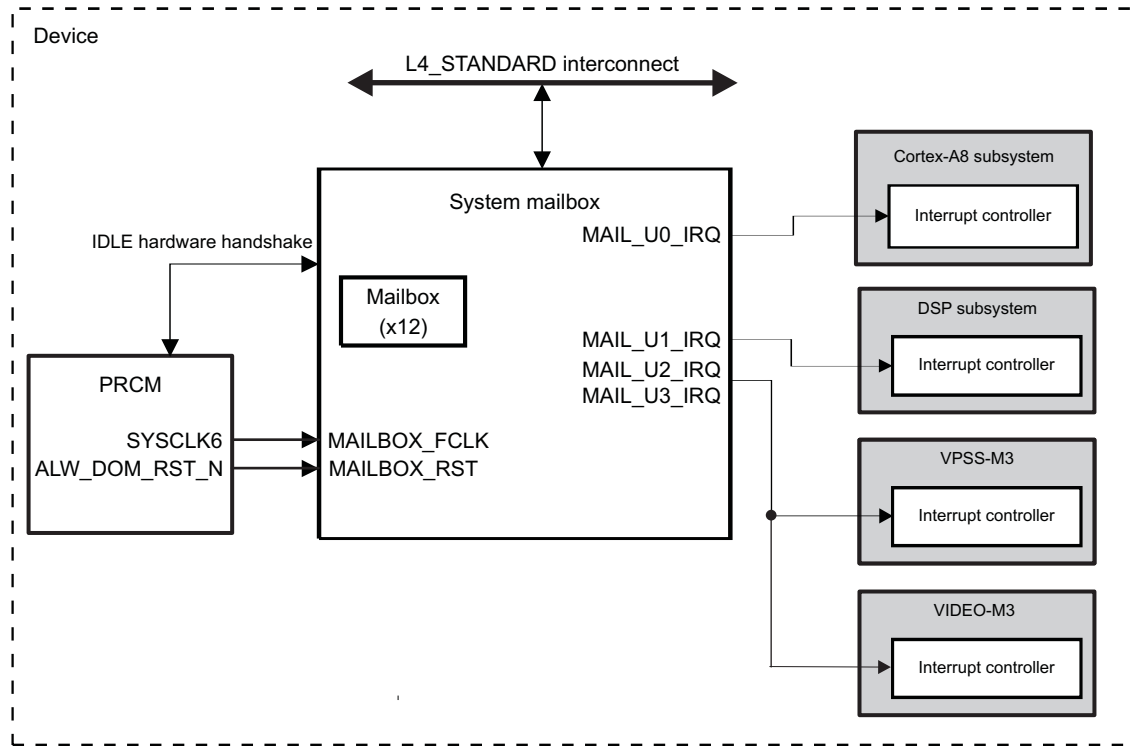 Device
L4_STANDARD interconnect
Cortex-A8 subsystem
Interrupt controller
System mailbox
MAIL_U0_IRQ
IDLE hardware handshake
Mailbox
(x12)
DSP subsystem
Interrupt controller
MAIL_U1_IRQ
MAIL_U2_IRQ
MAIL_U3_IRQ
PRCM
SYSCLK6
ALW_DOM_RST_N
MAILBOX_FCLK
MAILBOX_RST
VPSS-M3
Interrupt controller
VIDEO-M3
Interrupt controller